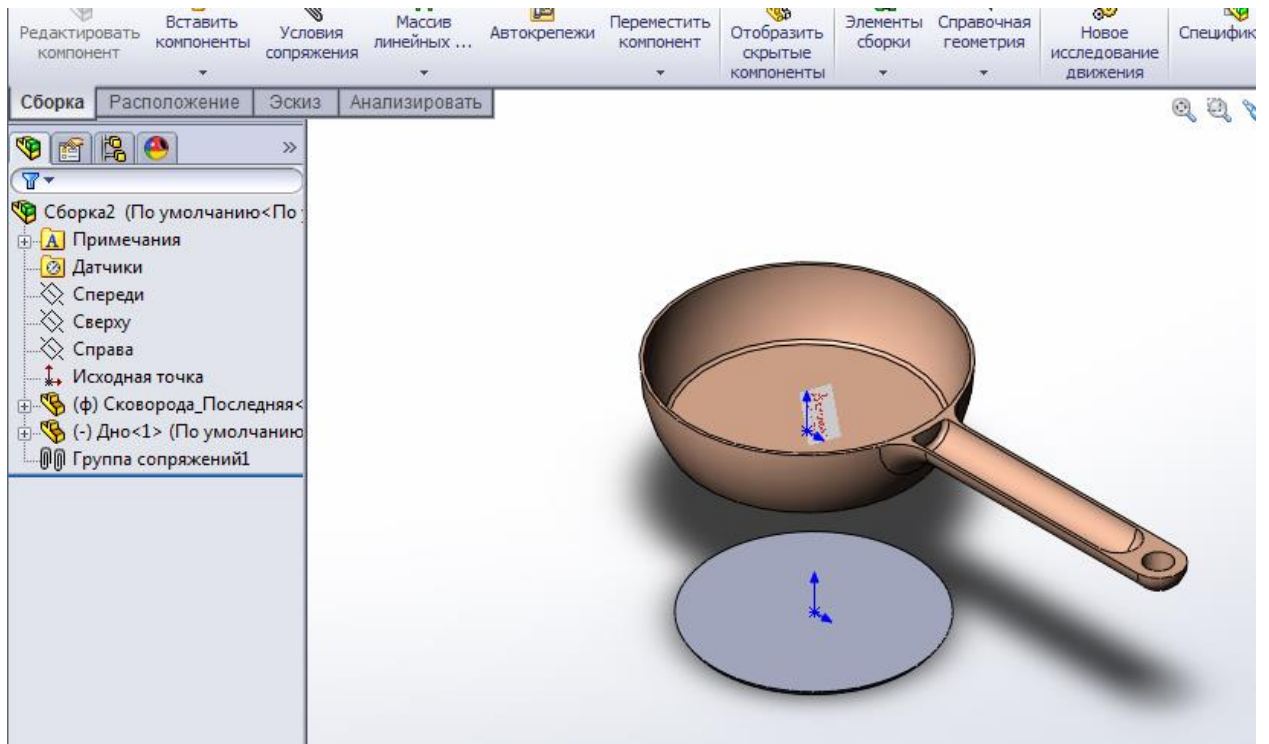 Редактировать компонент
Вставить компоненты
Условия сопряжения
Массив линейных ...
Автокрепежи
Переместить компонент
Отобразить скрытые компоненты
Элементы сборки
Справочная геометрия
Новое исследование движения
Специфик
Сборка Расположение Эскиз Анализировать
Сборка2 (По умолчанию<По
Примечания
Датчики
Спереди
Сверху
Справа
Исходная точка
(ф) Сковорода_Последняя<
(-) Дно<1> (По умолчанию
Группа сопряжений1